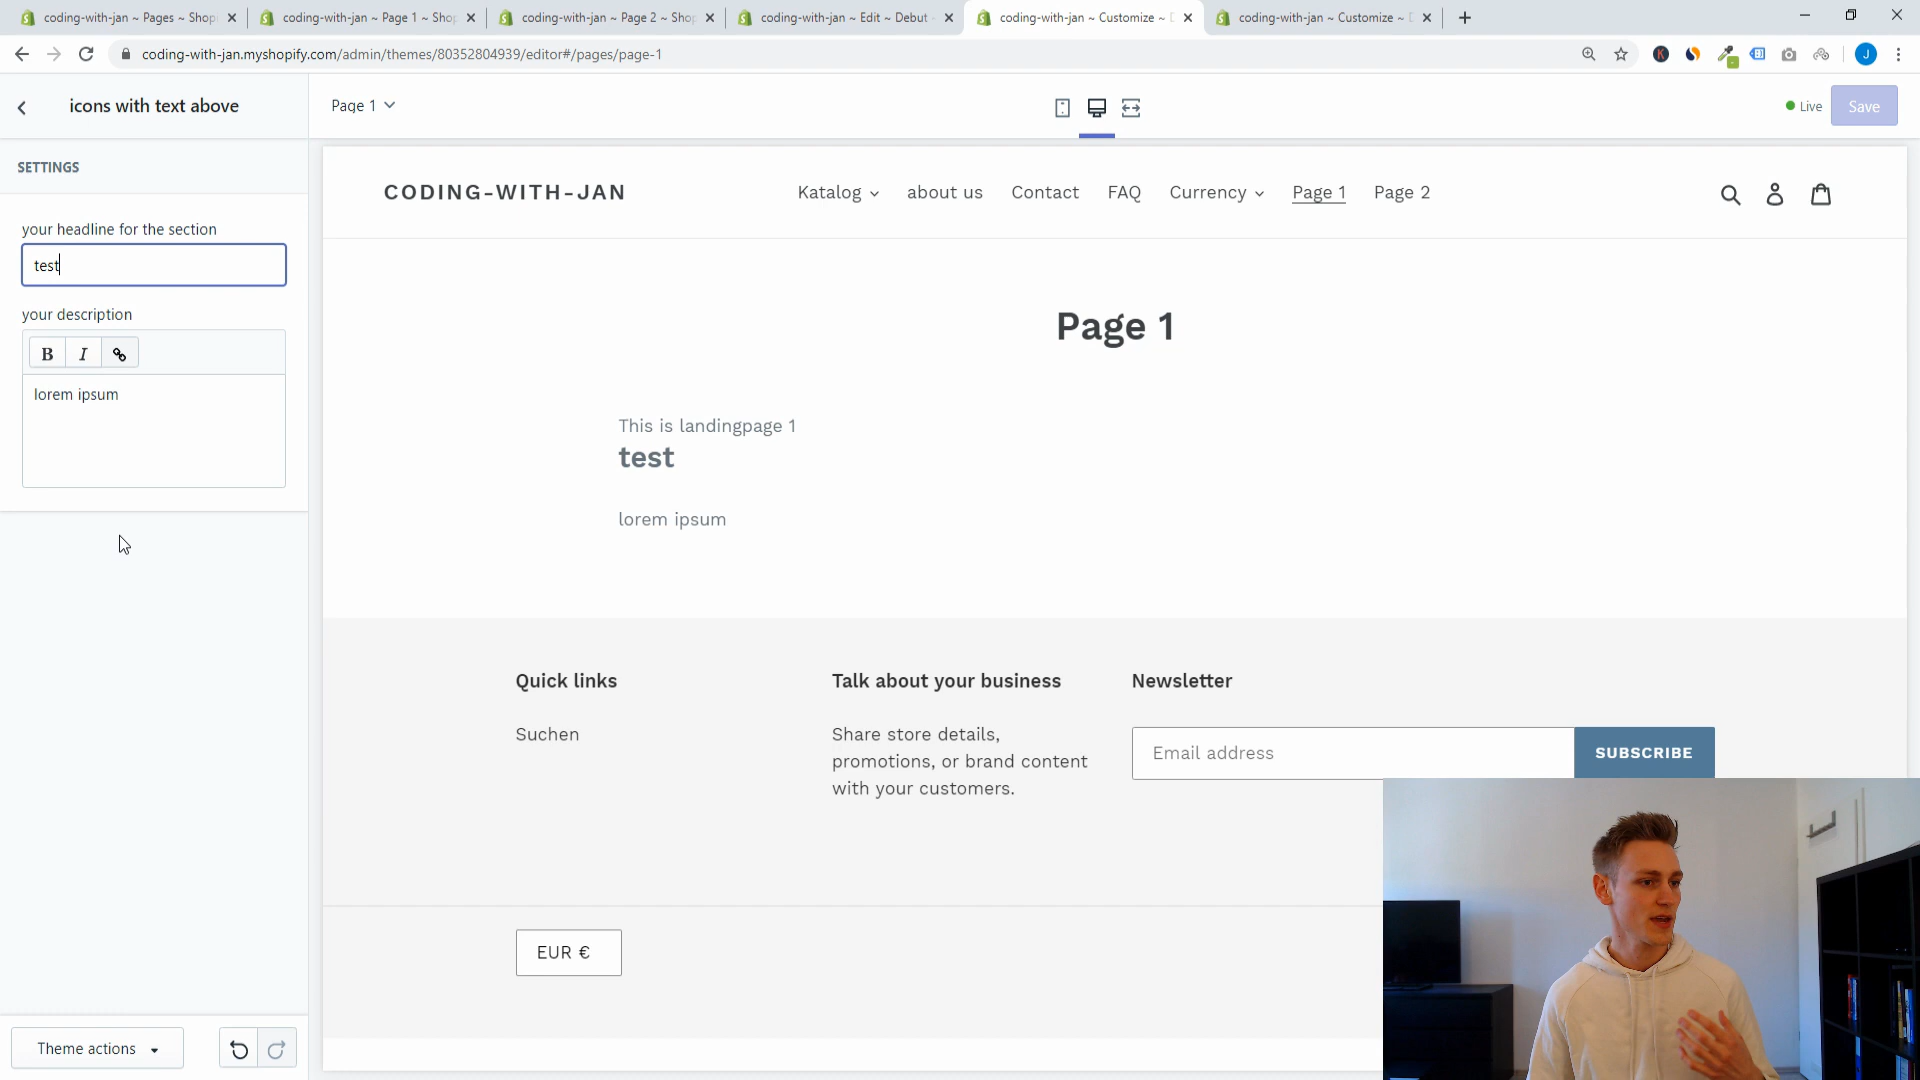 coding-with-jan ~ Pages ~ Shop
coding-with-jan ~ Page 1 ~ Shop
coding-with-jan ~ Page 2 ~ Shop
coding-with-jan ~ Edit ~ Debut
coding-with-jan ~ Customize ~ D
coding-with-jan ~ Customize ~ D
coding-with-jan.myshopify.com/admin/themes/80352804939/editor#/pages/page-1
K
J
icons with text above
Page 1
Live
Save
SETTINGS
your headline for the section
test
your description
B I
lorem ipsum
CODING-WITH-JAN
Katalog
about us
Contact
FAQ
Currency
Page 1
Page 2
Page 1
This is landingpage 1
test
lorem ipsum
Quick links
Suchen
Talk about your business
Share store details,
promotions, or brand content
with your customers.
Newsletter
Email address
SUBSCRIBE
EUR €
Theme actions